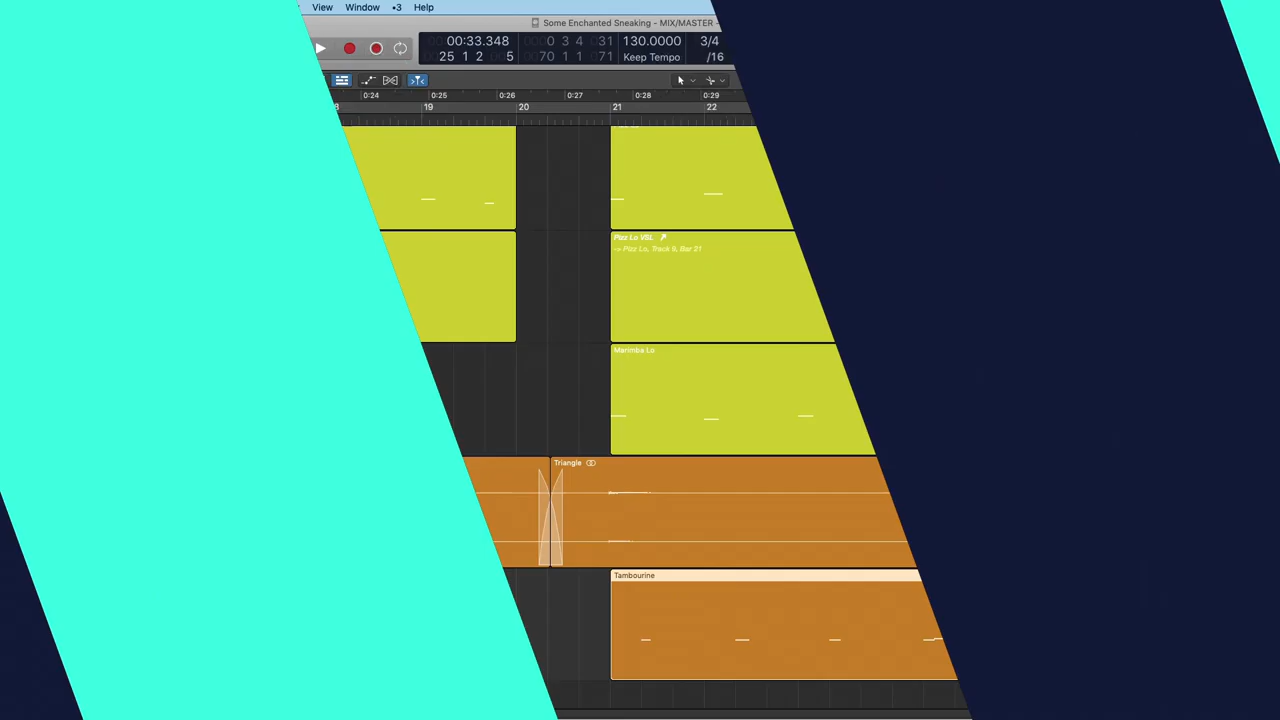 View Window •3 Help
Some Enchanted Sneaking - MIX/MASTER -
00:33.348 0 3 4 31 130.0000 3/4
25 1 2 5 70 1 1 071 Keep Tempo /16
0:24 0:25 0:26 0:27 0:28 0:29
19 20 21 22
Pizz Lo VSL
Pizz Lo, Track 9, Bar 21
Marimba Lo
Triangle
Tambourine